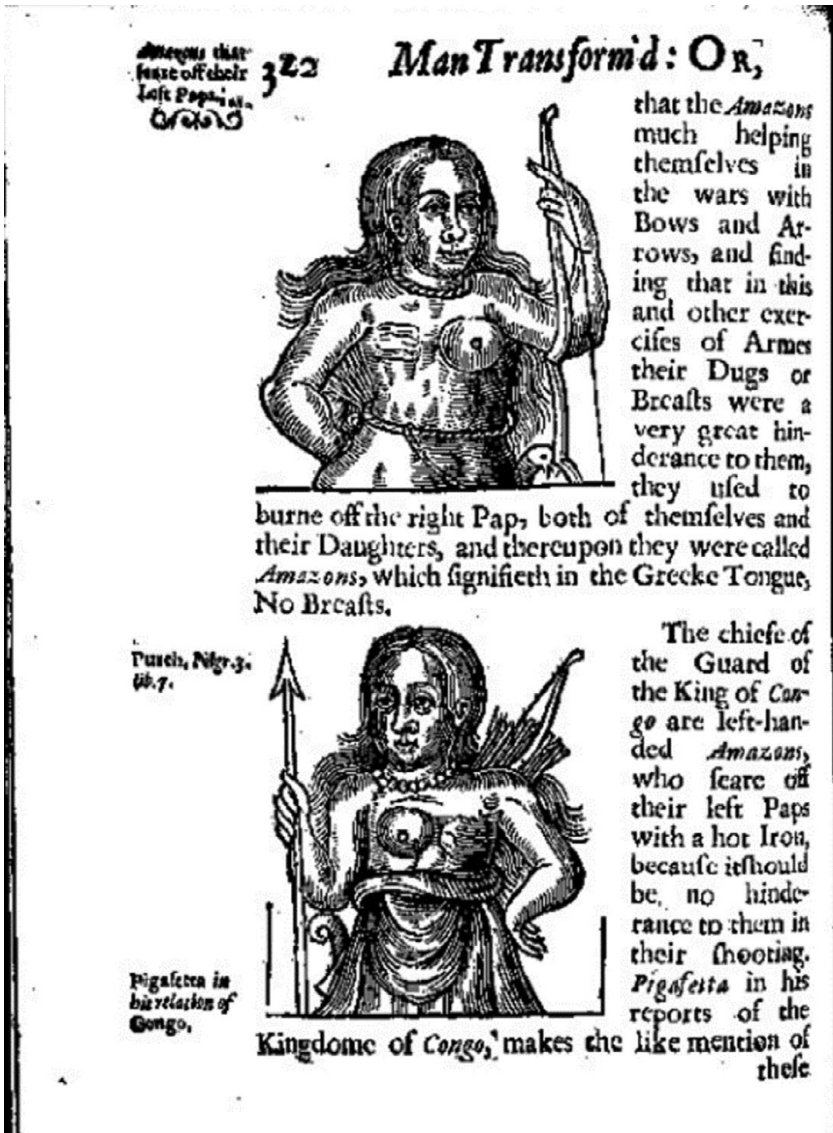 Amazons that
seare off their
Left Paps.
322
Man Transform'd: OR,
that the Amazons
much helping
themſelves in
the wars with
Bows and Ar-
rows, and find-
ing that in this
and other exer-
ciſes of Armes
their Dugs or
Breaſts were a
very great hin-
derance to them,
they uſed to
burne off the right Pap, both of themſelves and
their Daughters, and thereupon they were called
Amazons, which ſignifieth in the Greeke Tongue,
No Breaſts.
Purch. Pilgr. 3.
lib. 7.
The chiefe of
the Guard of
the King of Con-
go are left-han-
ded Amazons,
who ſeare off
their left Paps
with a hot Iron,
becauſe itſhould
be, no hinde-
rance to them in
their ſhooting.
Pigafetta in his
reports of the
Pigafetta in
his relation of
Congo.
Kingdome of Congo, makes the like mention of
theſe